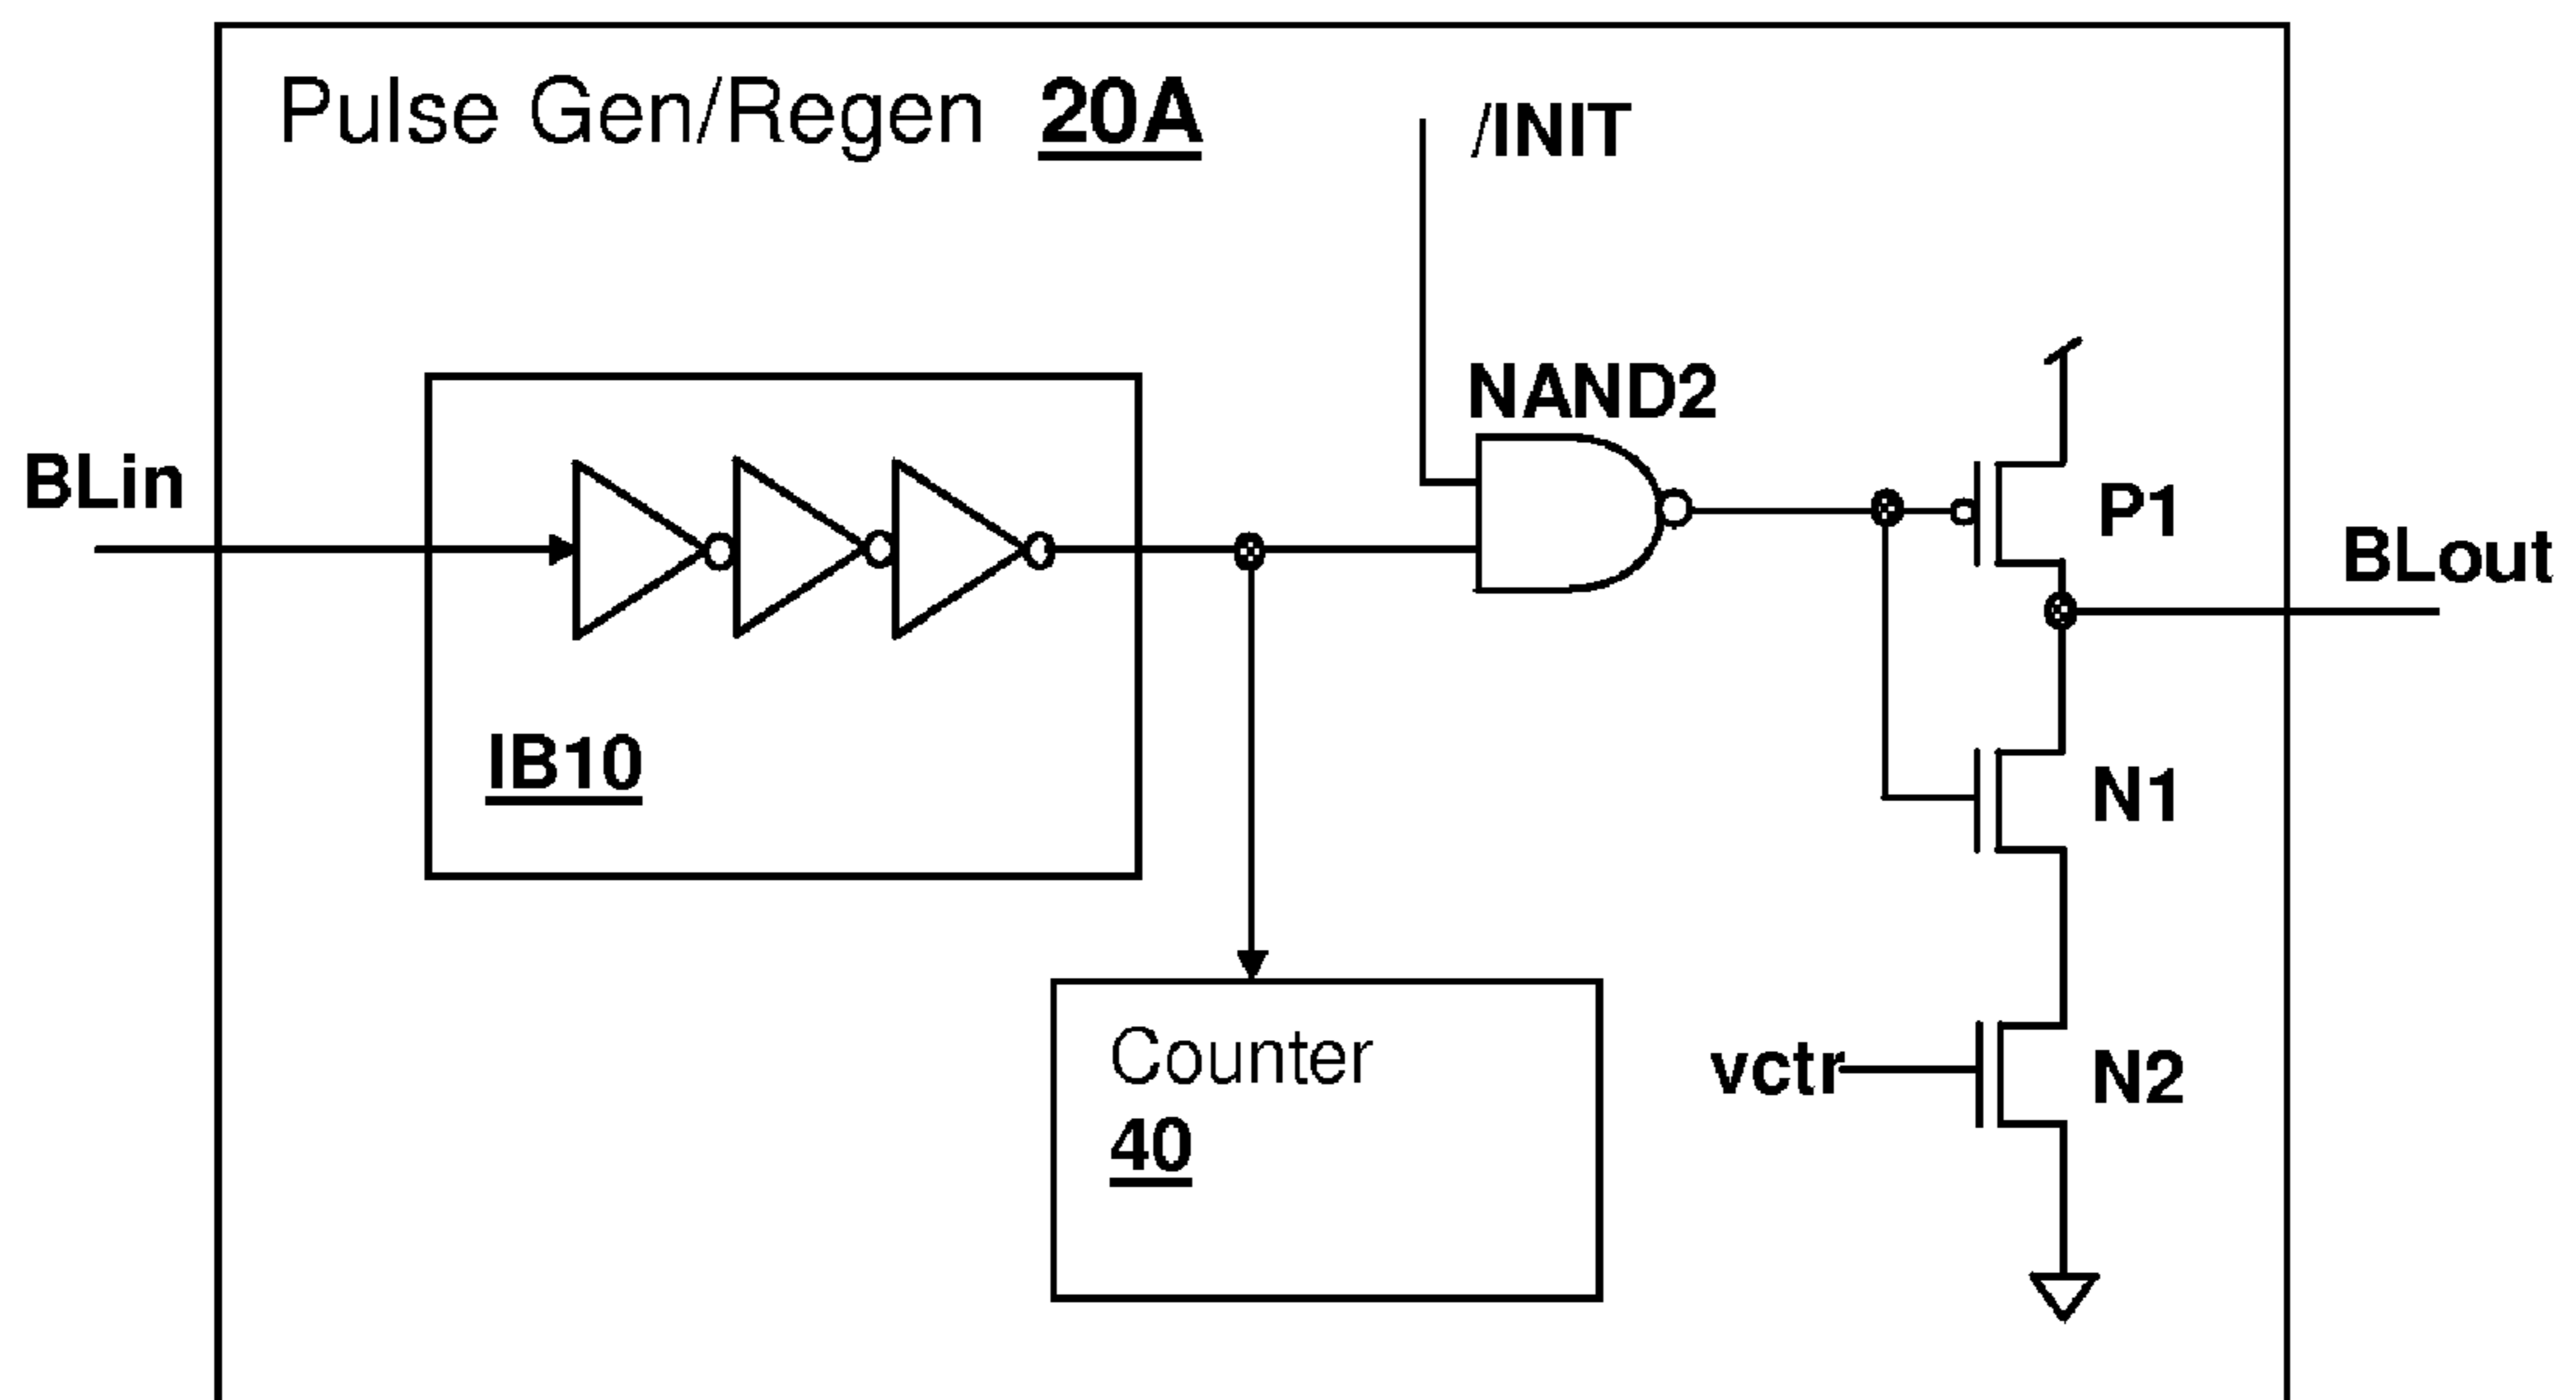 Pulse Gen/Regen 20A
/INIT
NAND2
BLin
P1
BLout
IB10
N1
Counter
40
vctr
N2